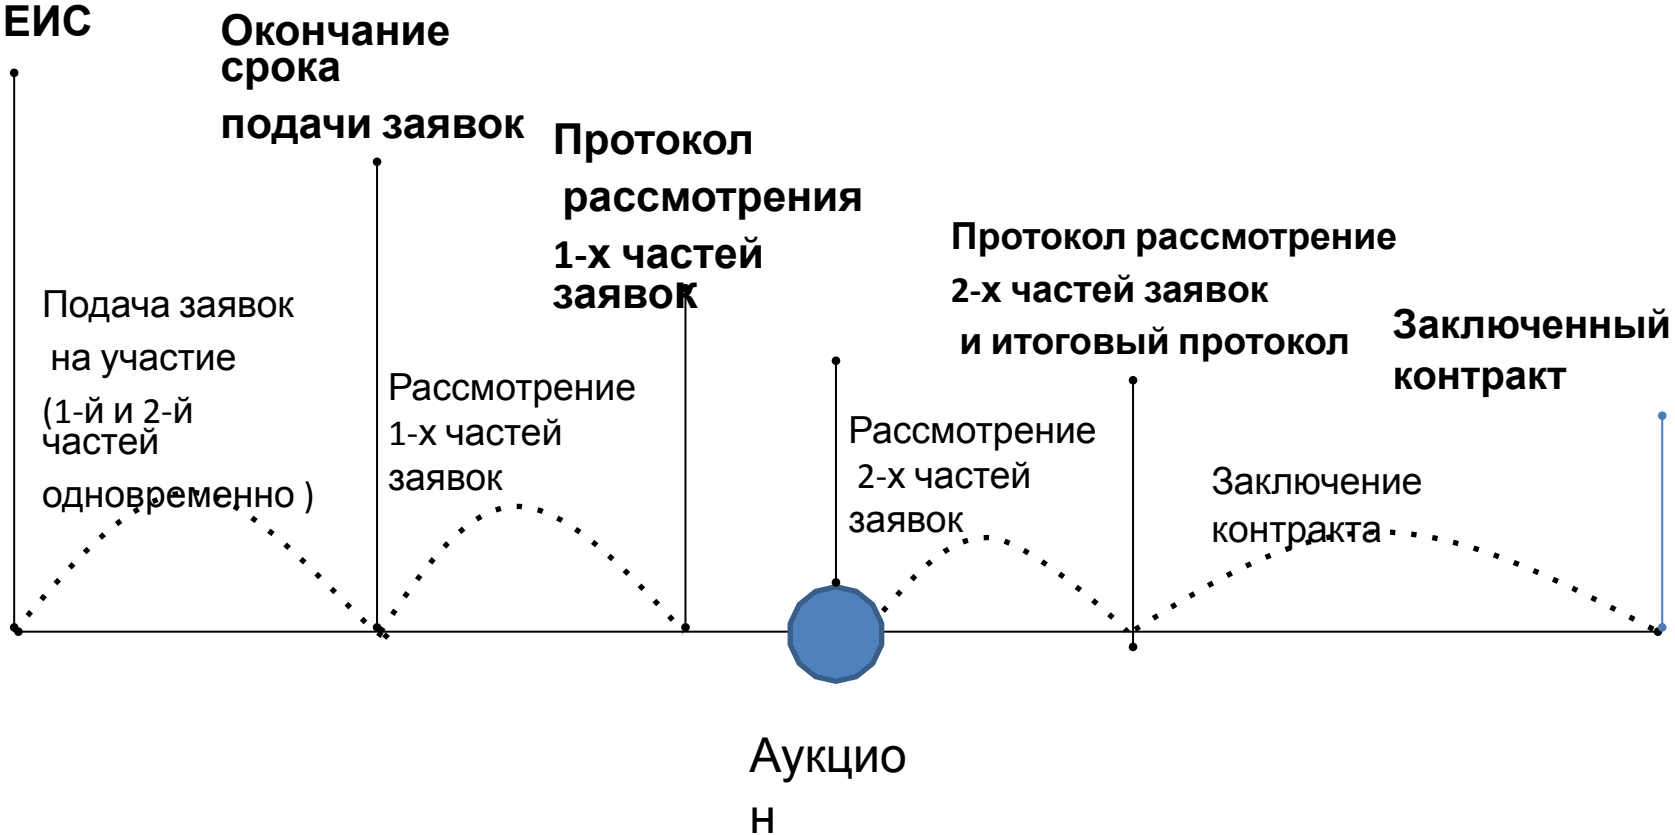 ЕИС
Окончание
срока
подачи заявок
Протокол
рассмотрения
1-х частей
заявок
Протокол рассмотрение
2-х частей заявок
и итоговый протокол
Заключенный
контракт
Подача заявок
на участие
(1-й и 2-й
частей
одновременно )
Рассмотрение
1-х частей
заявок
Рассмотрение
2-х частей
заявок
Заключение
контракта
Аукцио
н